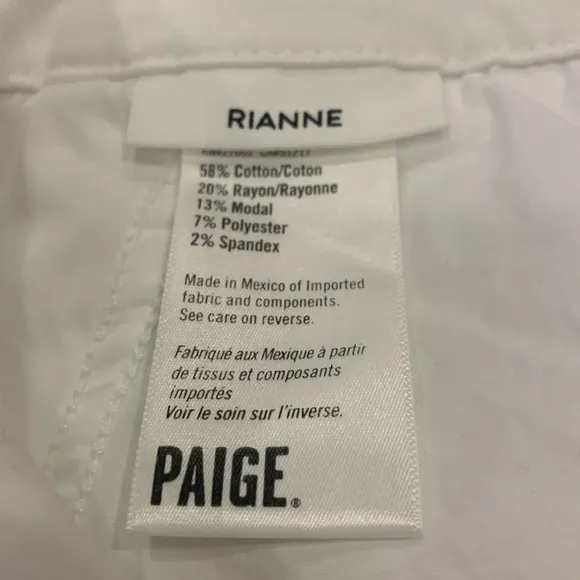 RIANNE
58% Cotton/Coton
20% Rayon/Rayonne
13% Modal
7% Polyester
2% Spandex
Made in Mexico of Imported
fabric and components.
See care on reverse.
Fabriqué aux Mexique à partir
de tissus et composants
importés
Voir le soin sur l'inverse.
PAIGE®